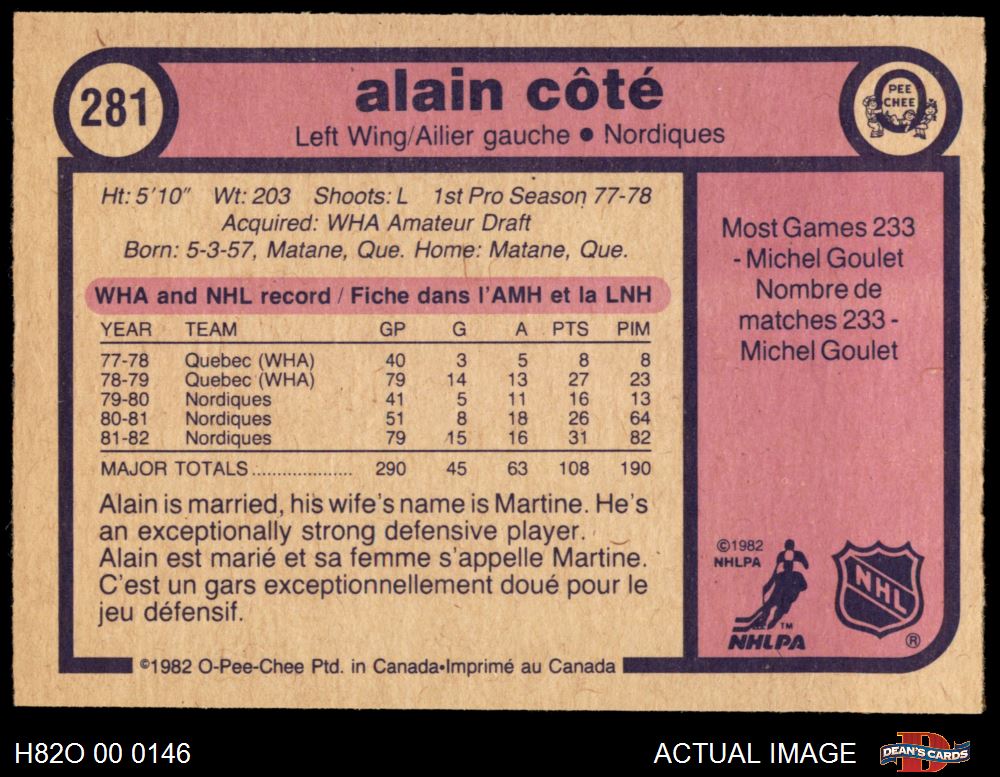 281
alain côté
PEE
CHEE
Left Wing/Ailier gauche ● Nordiques
Ht: 5'10" Wt: 203 Shoots: L 1st Pro Season 77-78
Acquired: WHA Amateur Draft
Born: 5-3-57, Matane, Que. Home: Matane, Que.
WHA and NHL record / Fiche dans l'AMH et la LNH
YEAR TEAM GP G A PTS PIM
77-78 Quebec (WHA) 40 3 5 8 8
78-79 Quebec (WHA) 79 14 13 27 23
79-80 Nordiques 41 5 11 16 13
80-81 Nordiques 51 8 18 26 64
81-82 Nordiques 79 15 16 31 82
MAJOR TOTALS................... 290 45 63 108 190
Alain is married, his wife's name is Martine. He's
an exceptionally strong defensive player.
Alain est marié et sa femme s'appelle Martine.
C'est un gars exceptionnellement doué pour le
jeu défensif.
Most Games 233
- Michel Goulet
Nombre de
matches 233 -
Michel Goulet
©1982
NHLPA
TM
NHLPA
NHL
®
©1982 O-Pee-Chee Ptd. in Canada•Imprimé au Canada
H82O 00 0146
ACTUAL IMAGE
DEAN'S CARDS